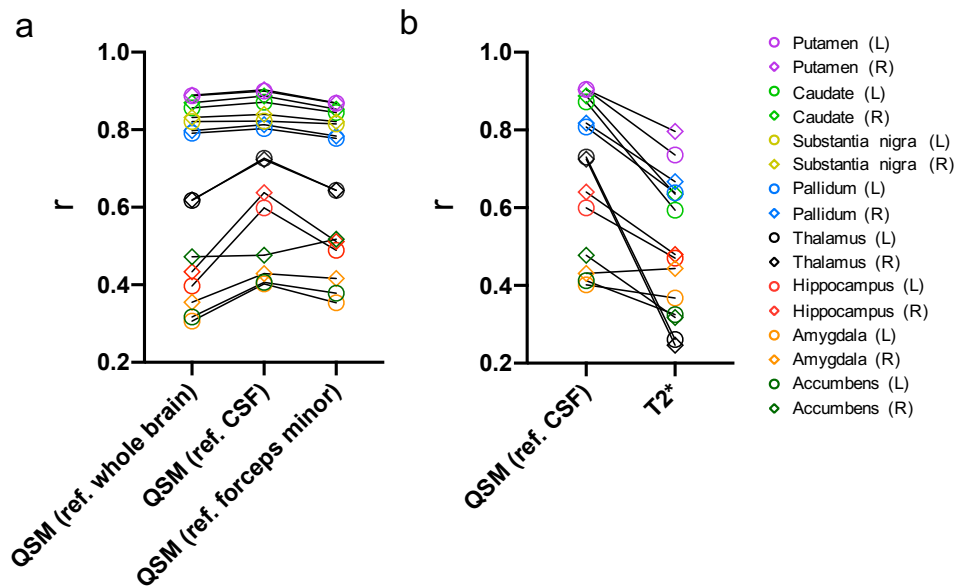 a
b
1.0
0.8
0.6
0.4
0.2
r
QSM (ref. whole brain)
QSM (ref. CSF)
QSM (ref. forceps minor)
1.0
0.8
0.6
0.4
0.2
r
QSM (ref. CSF)
T2*
Putamen (L)
Putamen (R)
Caudate (L)
Caudate (R)
Substantia nigra (L)
Substantia nigra (R)
Pallidum (L)
Pallidum (R)
Thalamus (L)
Thalamus (R)
Hippocampus (L)
Hippocampus (R)
Amygdala (L)
Amygdala (R)
Accumbens (L)
Accumbens (R)